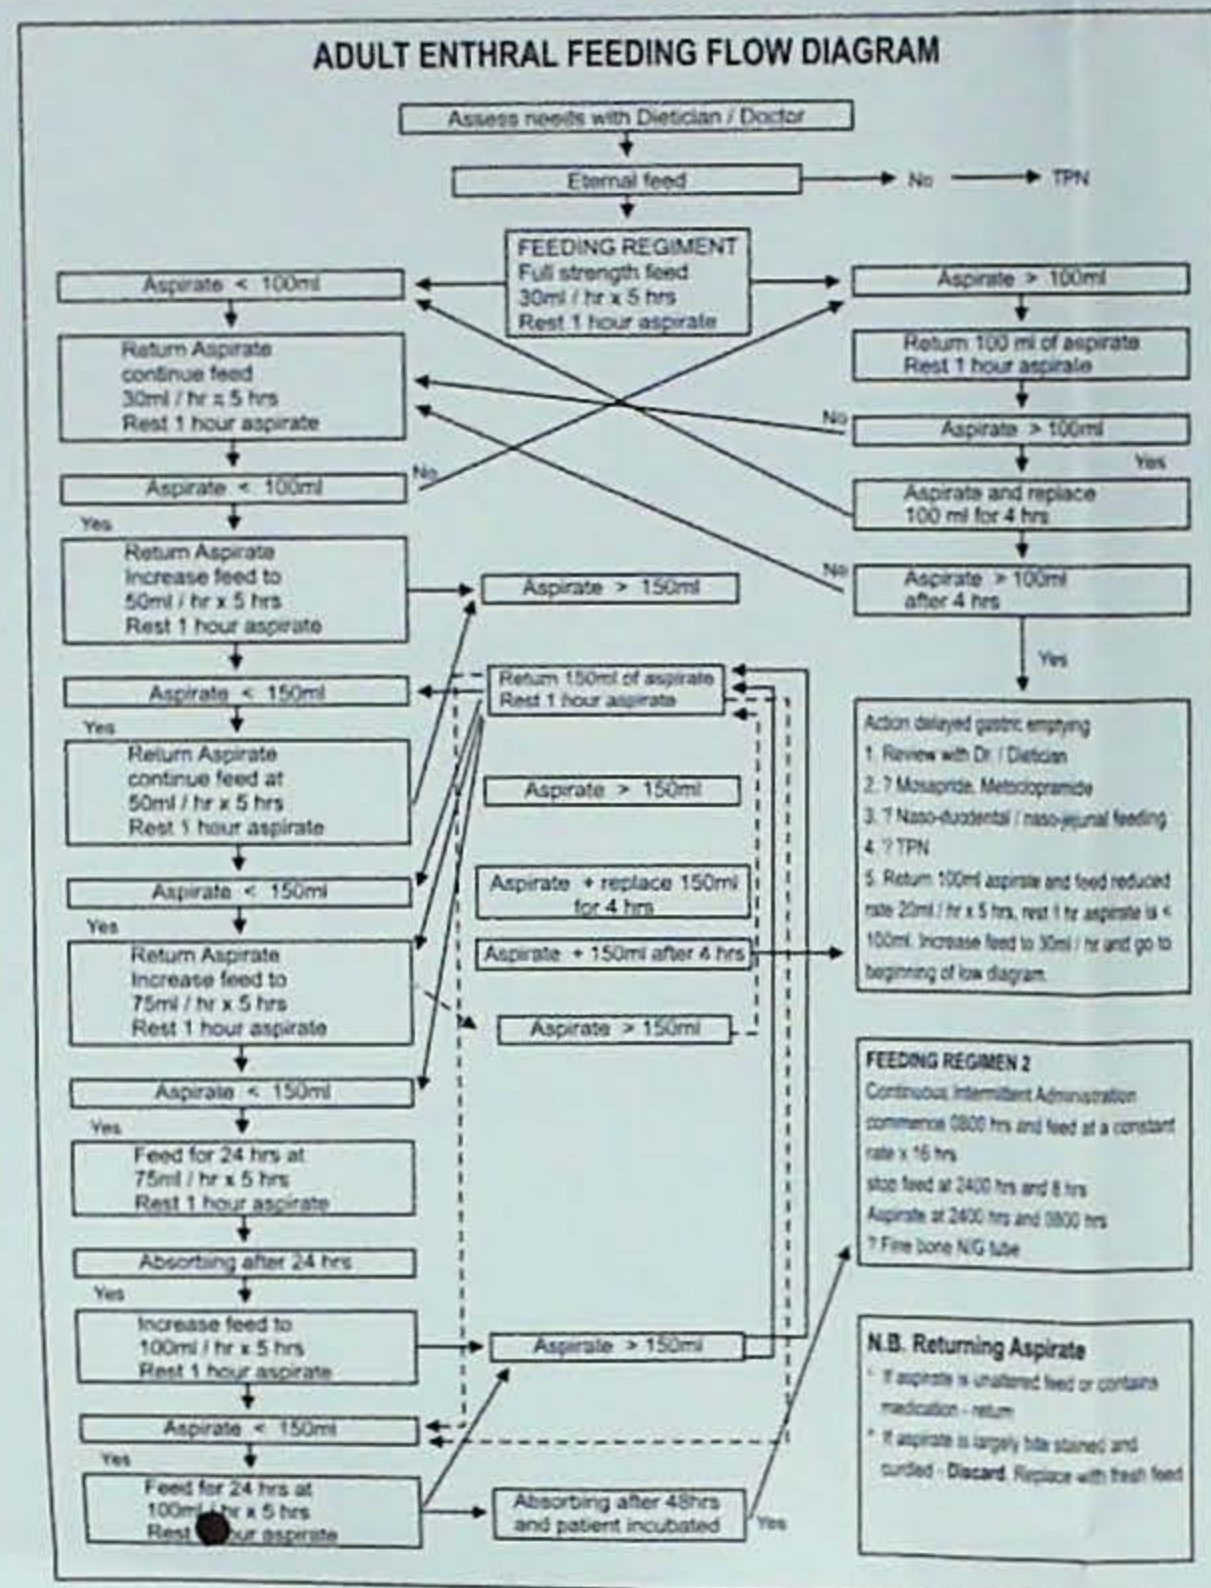 ADULT ENTHRAL FEEDING FLOW DIAGRAM
Assess needs with Dietician / Doctor
Eternal feed
No
TPN
FEEDING REGIMENT
Full strength feed
30ml / hr x 5 hrs
Rest 1 hour aspirate
Aspirate < 100ml
Return Aspirate
continue feed
30ml / hr = 5 hrs
Rest 1 hour aspirate
Aspirate < 100ml
No
Yes
Return Aspirate
Increase feed to
50ml / hr x 5 hrs
Rest 1 hour aspirate
Aspirate < 150ml
Yes
Return Aspirate
continue feed at
50ml / hr x 5 hrs
Rest 1 hour aspirate
Aspirate < 150ml
Yes
Return Aspirate
Increase feed to
75ml / hr x 5 hrs
Rest 1 hour aspirate
Aspirate < 150ml
Yes
Feed for 24 hrs at
75ml / hr x 5 hrs
Rest 1 hour aspirate
Absorbing after 24 hrs
Yes
Increase feed to
100ml / hr x 5 hrs
Rest 1 hour aspirate
Aspirate < 150ml
Yes
Feed for 24 hrs at
100ml / hr x 5 hrs
Rest hour aspirate
Aspirate > 150ml
Return 150ml of aspirate
Rest 1 hour aspirate
Aspirate > 150ml
Aspirate + replace 150ml
for 4 hrs
Aspirate + 150ml after 4 hrs
Aspirate > 150ml
Aspirate > 150ml
Absorbing after 48hrs
and patient incubated
Yes
Aspirate > 100ml
Return 100 ml of aspirate
Rest 1 hour aspirate
No
Aspirate > 100ml
Yes
Aspirate and replace
100 ml for 4 hrs
No
Aspirate > 100ml
after 4 hrs
Yes
Action delayed gastric emptying
1. Review with Dr. / Dietician
2. ? Mosapride, Metoclopramide
3. ? Naso-duodental / naso-jejunal feeding
4. ? TPN
5. Return 100ml aspirate and feed reduced
rate 20ml / hr x 5 hrs, rest 1 hr aspirate is <
100ml. Increase feed to 30ml / hr and go to
beginning of low diagram.
FEEDING REGIMEN 2
Continuous Intermittent Administration
commence 0800 hrs and feed at a constant
rate x 16 hrs
stop feed at 2400 hrs and 8 hrs
Aspirate at 2400 hrs and 0800 hrs
? Fine bone N/G tube
N.B. Returning Aspirate
* If aspirate is unaltered feed or contains
medication - return
* If aspirate is largely bile stained and
curdled - Discard. Replace with fresh feed